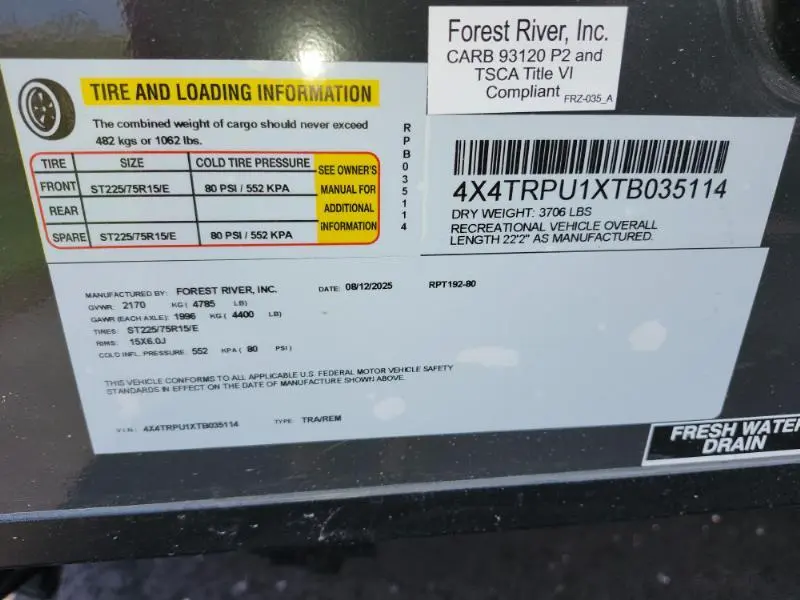 Forest River, Inc.
CARB 93120 P2 and
TSCA Title VI
Compliant FRZ-035_A
TIRE AND LOADING INFORMATION
The combined weight of cargo should never exceed
482 kgs or 1062 lbs.
TIRE SIZE COLD TIRE PRESSURE SEE OWNER'S
FRONT ST225/75R15/E 80 PSI / 552 KPA MANUAL FOR
REAR ADDITIONAL
SPARE ST225/75R15/E 80 PSI / 552 KPA INFORMATION
RPB035114
4X4TRPU1XTB035114
DRY WEIGHT: 3706 LBS
RECREATIONAL VEHICLE OVERALL
LENGTH 22'2" AS MANUFACTURED.
MANUFACTURED BY: FOREST RIVER, INC. DATE: 08/12/2025 RPT192-80
GVWR: 2170 KG ( 4785 LB)
GAWR (EACH AXLE): 1996 KG ( 4400 LB)
TIRES: ST225/75R15/E
RIMS: 15X6.0J
COLD INFL. PRESSURE: 552 KPA ( 80 PSI)
THIS VEHICLE CONFORMS TO ALL APPLICABLE U.S. FEDERAL MOTOR VEHICLE SAFETY
STANDARDS IN EFFECT ON THE DATE OF MANUFACTURE SHOWN ABOVE.
V.I.N.: 4X4TRPU1XTB035114 TYPE: TRA/REM
FRESH WATER
DRAIN